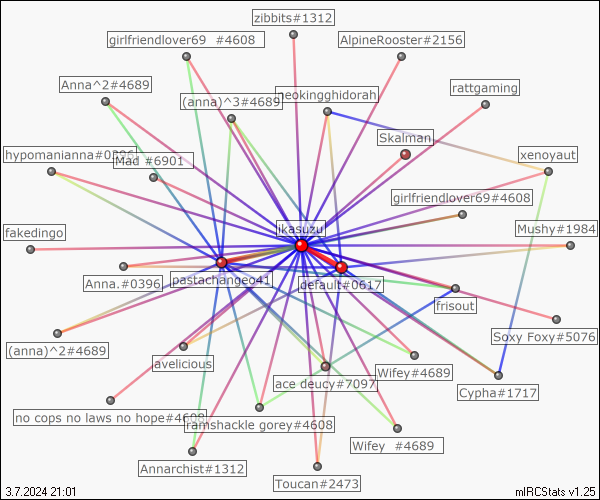 zibbits#1312
girlfriendlover69 #4608
AlpineRooster#2156
Anna^2#4689
(anna)^3#4689
neokingghidorah
rattgaming
Skalman
hypomanianna#0396
Mad #6901
xenoyaut
girlfriendlover69#4608
ikasuzu
Mushy#1984
fakedingo
Anna.#0396
pastachange041
default#0617
frisout
Soxy Foxy#5076
(anna)^2#4689
avelicious
Wifey#4689
ace deucy#7097
Cypha#1717
no cops no laws no hope#4608
ramshackle gorey#4608
Wifey #4689
Annarchist#1312
Toucan#2473
3.7.2024 21:01
mIRCStats v1.25